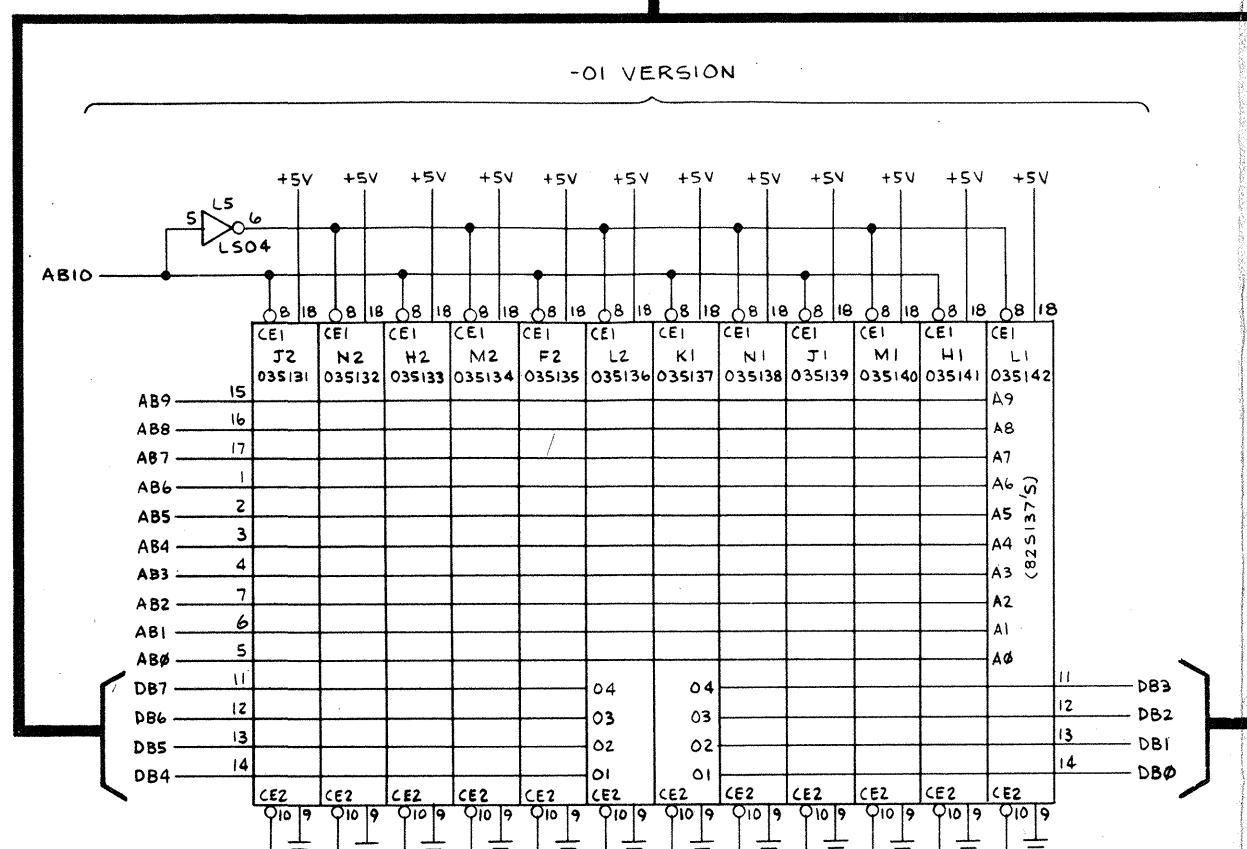 -01 VERSION
+5V +5V +5V +5V +5V +5V +5V +5V +5V +5V +5V +5V
L5
5 6
LS04
AB10
8 18 8 18 8 18 8 18 8 18 8 18 8 18 8 18 8 18 8 18 8 18 8 18
CE1 CE1 CE1 CE1 CE1 CE1 CE1 CE1 CE1 CE1 CE1 CE1
J2 N2 H2 M2 F2 L2 K1 N1 J1 M1 H1 L1
035131 035132 035133 035134 035135 035136 035137 035138 035139 035140 035141 035142
AB9 15 A9
AB8 16 A8
AB7 17 A7
AB6 1 A6
AB5 2 A5
AB4 3 A4
AB3 4 A3
AB2 7 A2
AB1 6 A1
ABØ 5 AØ
(82S137'S)
DB7 11 04 04 11 DB3
DB6 12 03 03 12 DB2
DB5 13 02 02 13 DB1
DB4 14 01 01 14 DBØ
CE2 CE2 CE2 CE2 CE2 CE2 CE2 CE2 CE2 CE2 CE2 CE2
10 9 10 9 10 9 10 9 10 9 10 9 10 9 10 9 10 9 10 9 10 9 10 9